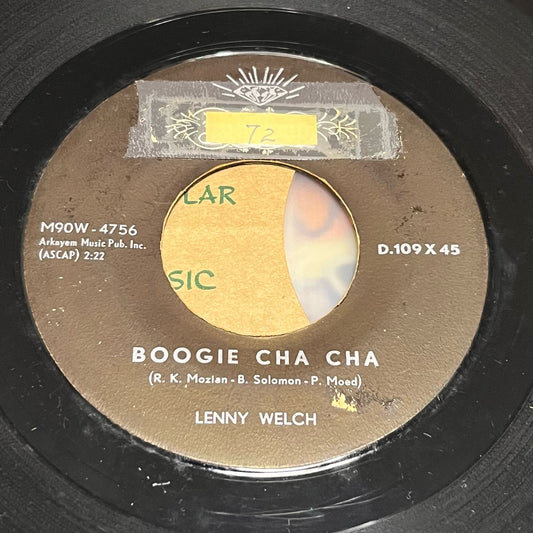 72
LAR
M90W - 4756
Arkayem Music Pub. Inc.
(ASCAP) 2:22
D.109 X 45
SIC
BOOGIE CHA CHA
(R. K. Mozian - B. Solomon - P. Moed)
LENNY WELCH